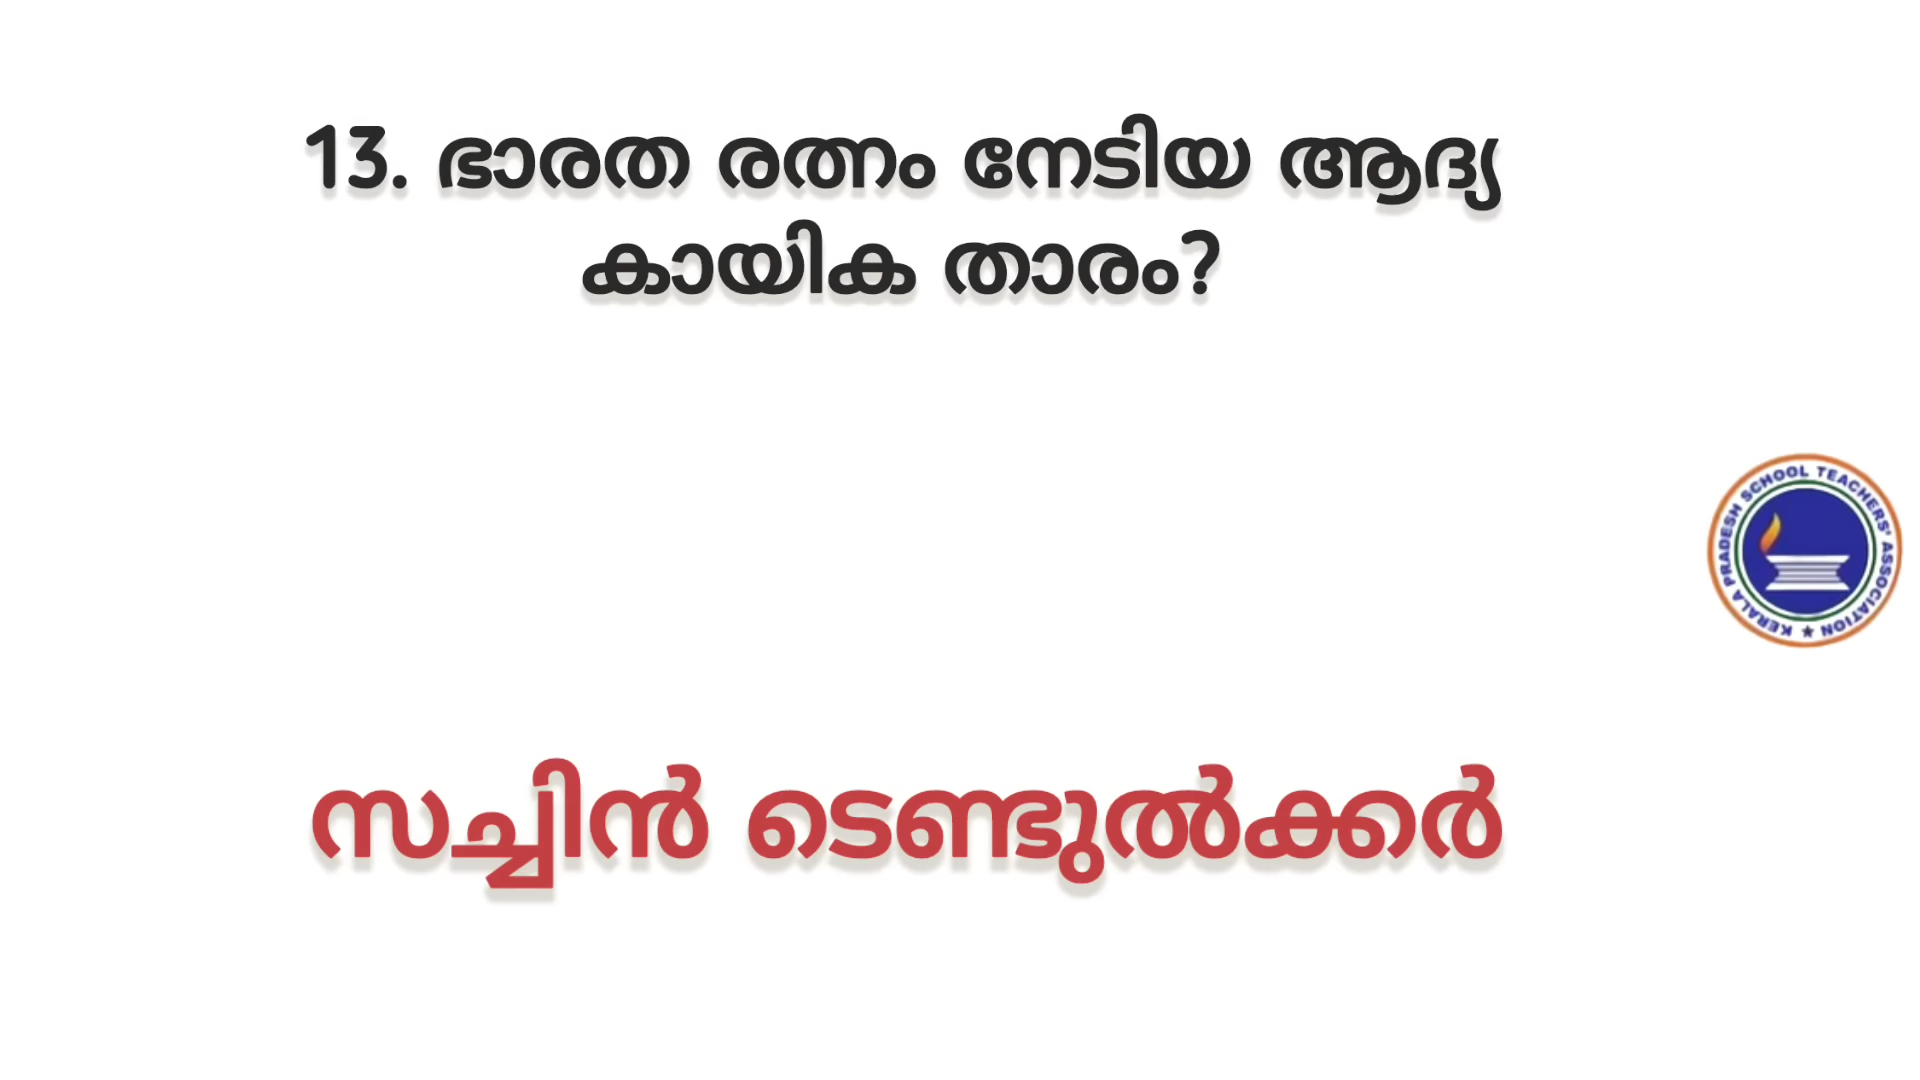 13. ഭാരത രത്നം നേടിയ ആദ്യ
കായിക താരം?
KERALA PRADESH SCHOOL TEACHERS' ASSOCIATION
സച്ചിൻ ടെണ്ടുൽക്കർ